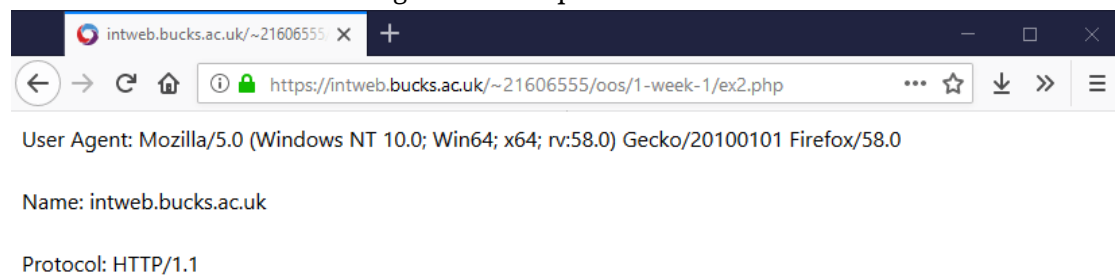 intweb.bucks.ac.uk/~21606555
https://intweb.bucks.ac.uk/~21606555/oos/1-week-1/ex2.php
User Agent: Mozilla/5.0 (Windows NT 10.0; Win64; x64; rv:58.0) Gecko/20100101 Firefox/58.0
Name: intweb.bucks.ac.uk
Protocol: HTTP/1.1